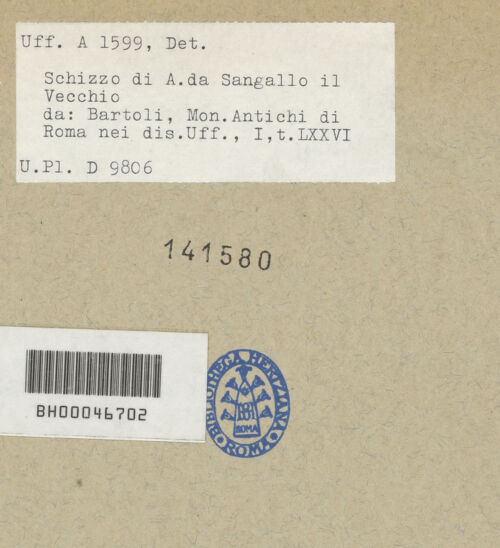 Uff. A 1599, Det.
Schizzo di A.da Sangallo il
Vecchio
da: Bartoli, Mon.Antichi di
Roma nei dis.Uff., I,t.LXXVI
U.Pl. D 9806
141580
BH00046702
BIBLIOTHECA HERTZIANA
ROMA
ROMA